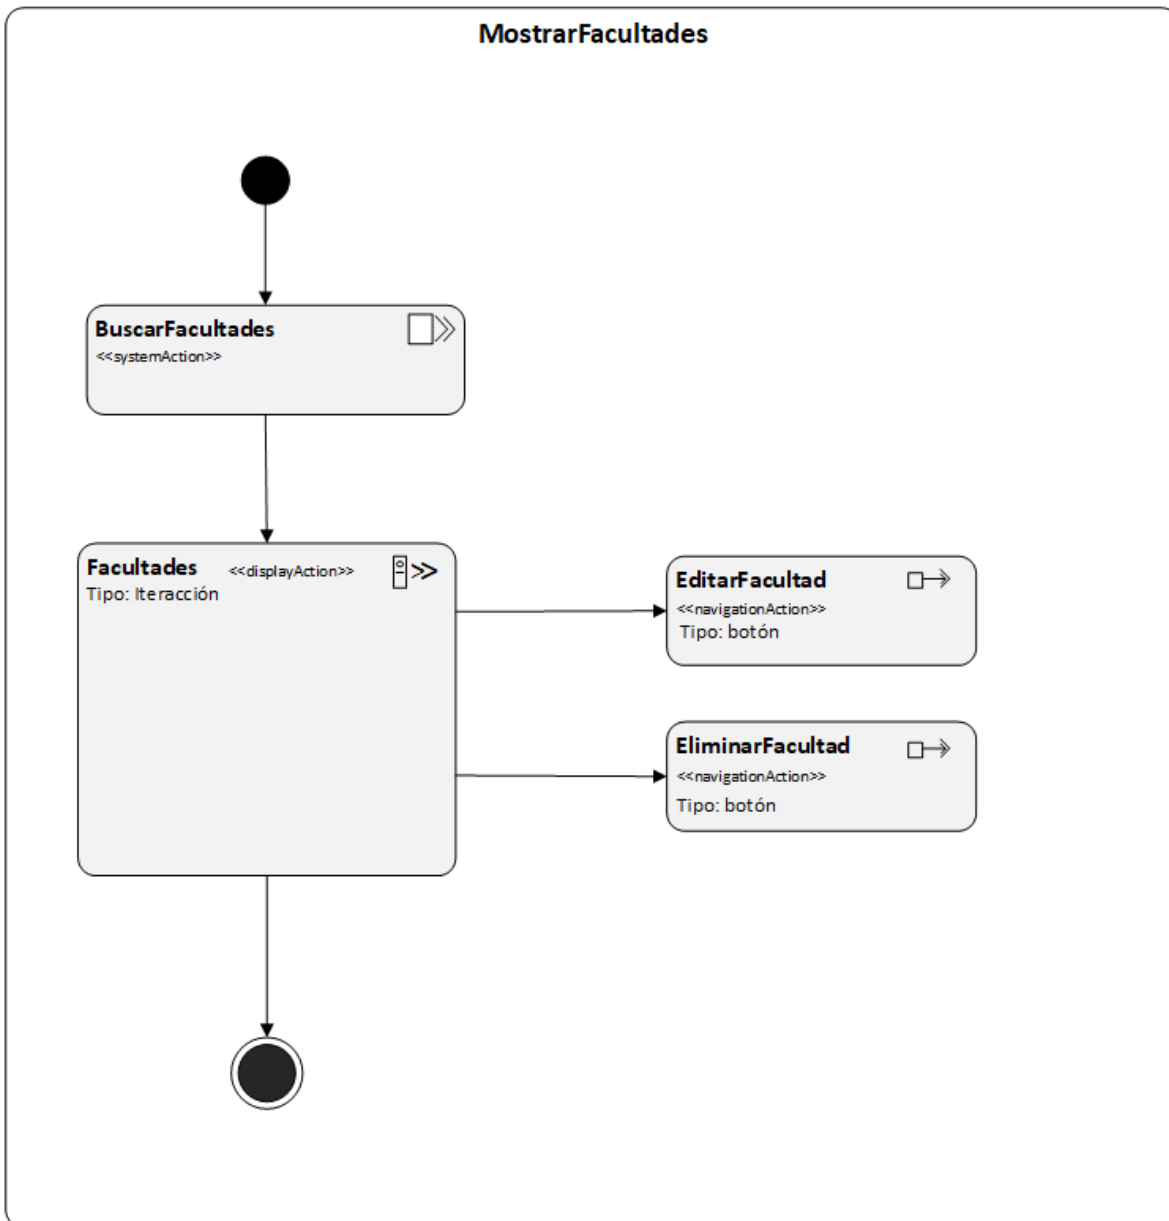 MostrarFacultades
BuscarFacultades
<<systemAction>>
Facultades <<displayAction>>
Tipo: Iteracción
EditarFacultad
<<navigationAction>>
Tipo: botón
EliminarFacultad
<<navigationAction>>
Tipo: botón